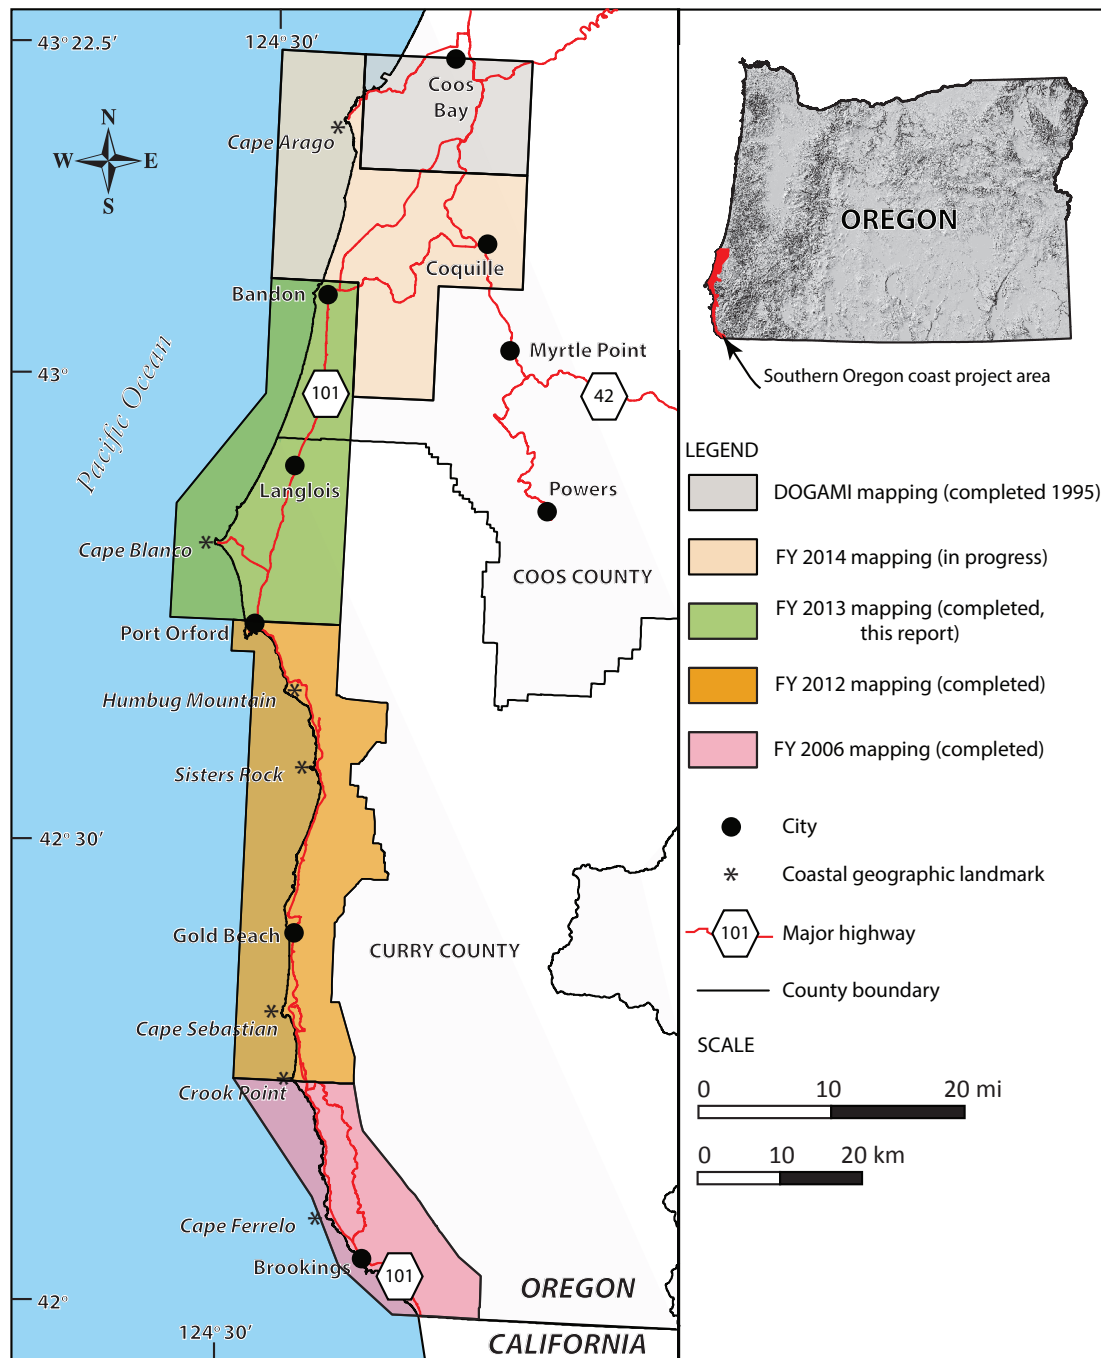 43° 22.5′
124° 30′
N
W E
S
Coos
Bay
Cape Arago
Coquille
Bandon
Myrtle Point
Pacific Ocean
43°
101
42
Langlois
Powers
Cape Blanco
COOS COUNTY
Port Orford
Humbug Mountain
Sisters Rock
42° 30′
Gold Beach
CURRY COUNTY
Cape Sebastian
Crook Point
Cape Ferrelo
Brookings
101
OREGON
42°
124° 30′
CALIFORNIA
OREGON
Southern Oregon coast project area
LEGEND
DOGAMI mapping (completed 1995)
FY 2014 mapping (in progress)
FY 2013 mapping (completed,
this report)
FY 2012 mapping (completed)
FY 2006 mapping (completed)
City
Coastal geographic landmark
101
Major highway
County boundary
SCALE
0 10 20 mi
0 10 20 km